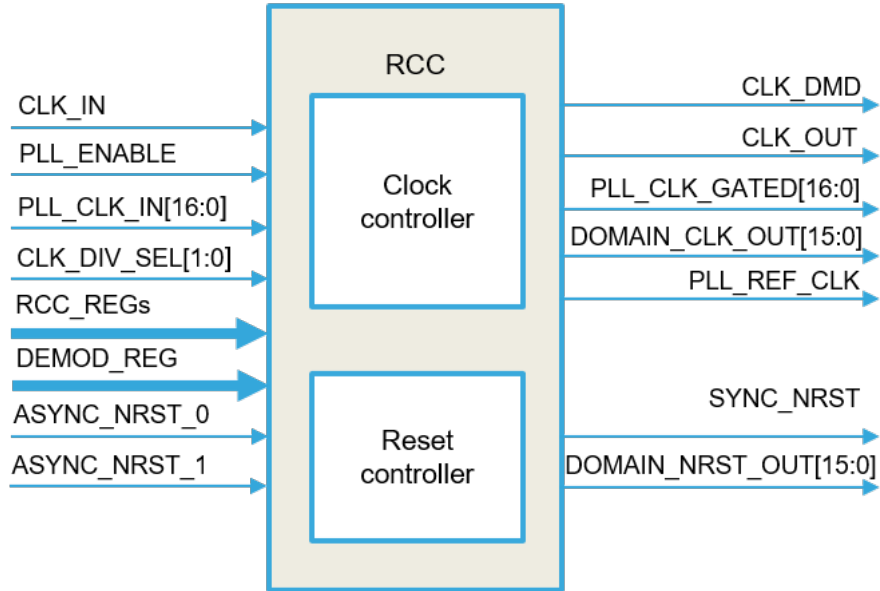 RCC
CLK_IN
PLL_ENABLE
PLL_CLK_IN[16:0]
CLK_DIV_SEL[1:0]
RCC_REGs
DEMOD_REG
ASYNC_NRST_0
ASYNC_NRST_1
Clock
controller
Reset
controller
CLK_DMD
CLK_OUT
PLL_CLK_GATED[16:0]
DOMAIN_CLK_OUT[15:0]
PLL_REF_CLK
SYNC_NRST
DOMAIN_NRST_OUT[15:0]